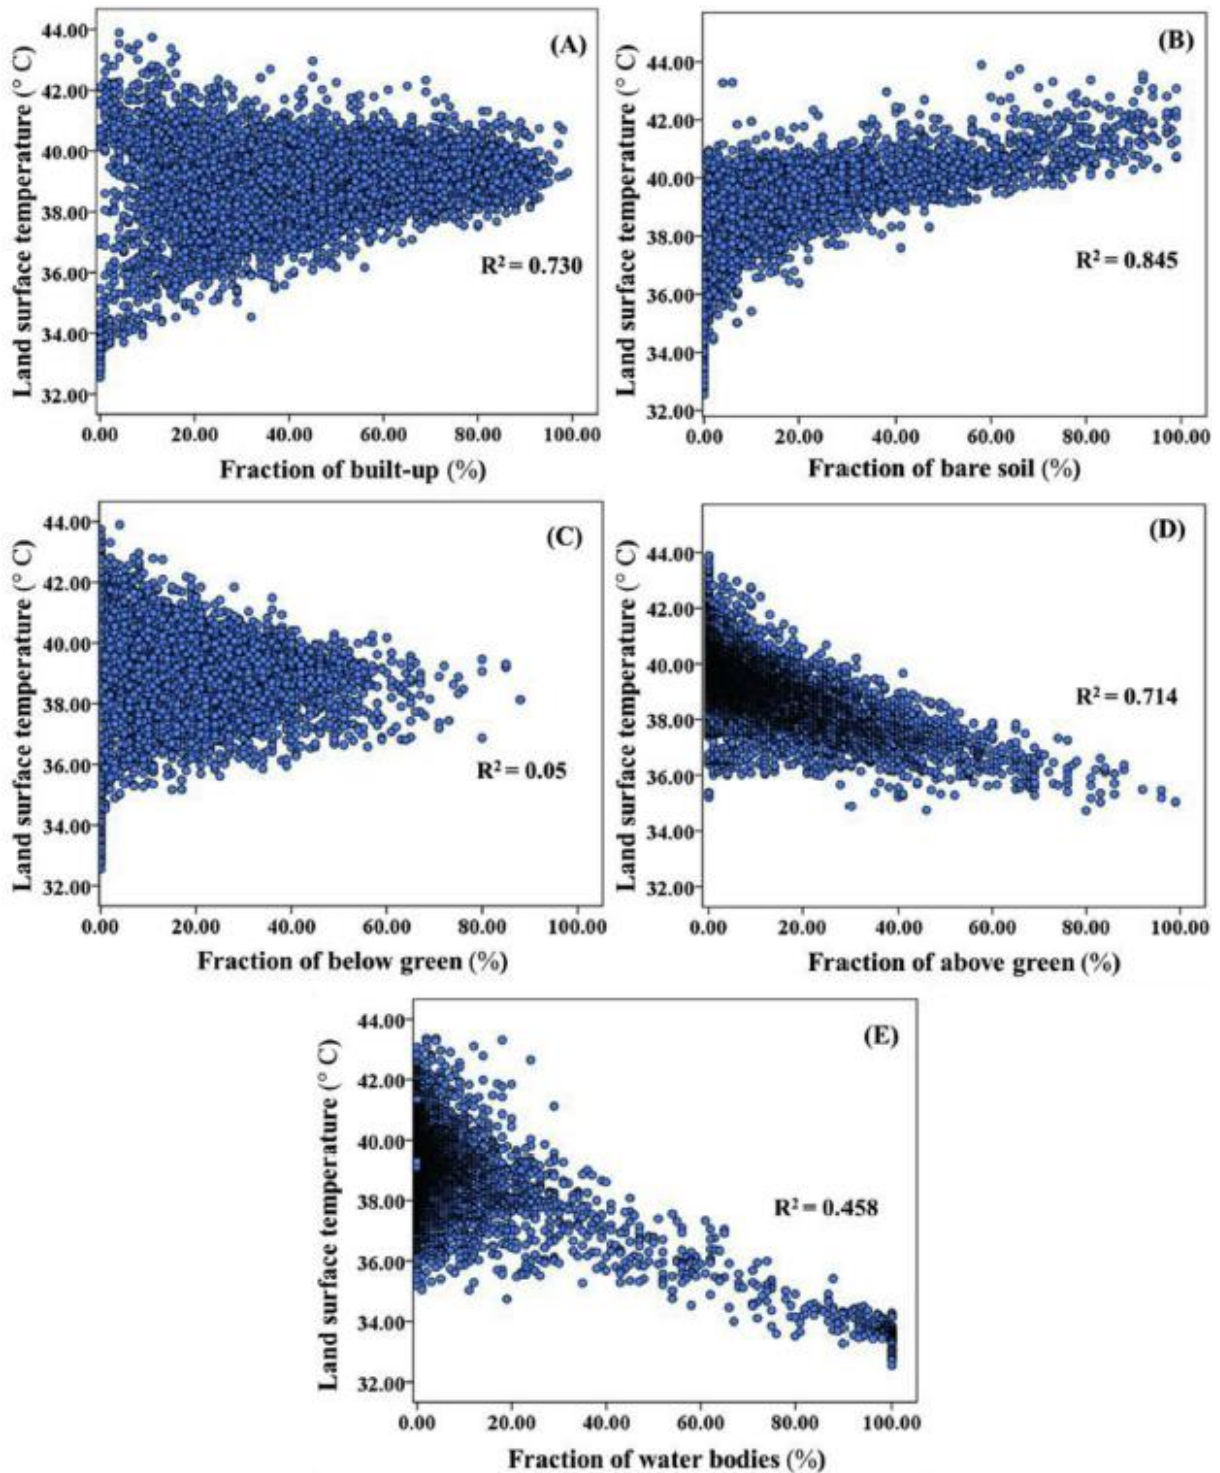 (A)
Land surface temperature (° C)
44.00
42.00
40.00
38.00
36.00
34.00
32.00
R² = 0.730
0.00 20.00 40.00 60.00 80.00 100.00
Fraction of built-up (%)
(B)
Land surface temperature (° C)
44.00
42.00
40.00
38.00
36.00
34.00
32.00
R² = 0.845
0.00 20.00 40.00 60.00 80.00 100.00
Fraction of bare soil (%)
(C)
Land surface temperature (° C)
44.00
42.00
40.00
38.00
36.00
34.00
32.00
R² = 0.05
0.00 20.00 40.00 60.00 80.00 100.00
Fraction of below green (%)
(D)
Land surface temperature (° C)
44.00
42.00
40.00
38.00
36.00
34.00
32.00
R² = 0.714
0.00 20.00 40.00 60.00 80.00 100.00
Fraction of above green (%)
(E)
Land surface temperature (° C)
44.00
42.00
40.00
38.00
36.00
34.00
32.00
R² = 0.458
0.00 20.00 40.00 60.00 80.00 100.00
Fraction of water bodies (%)